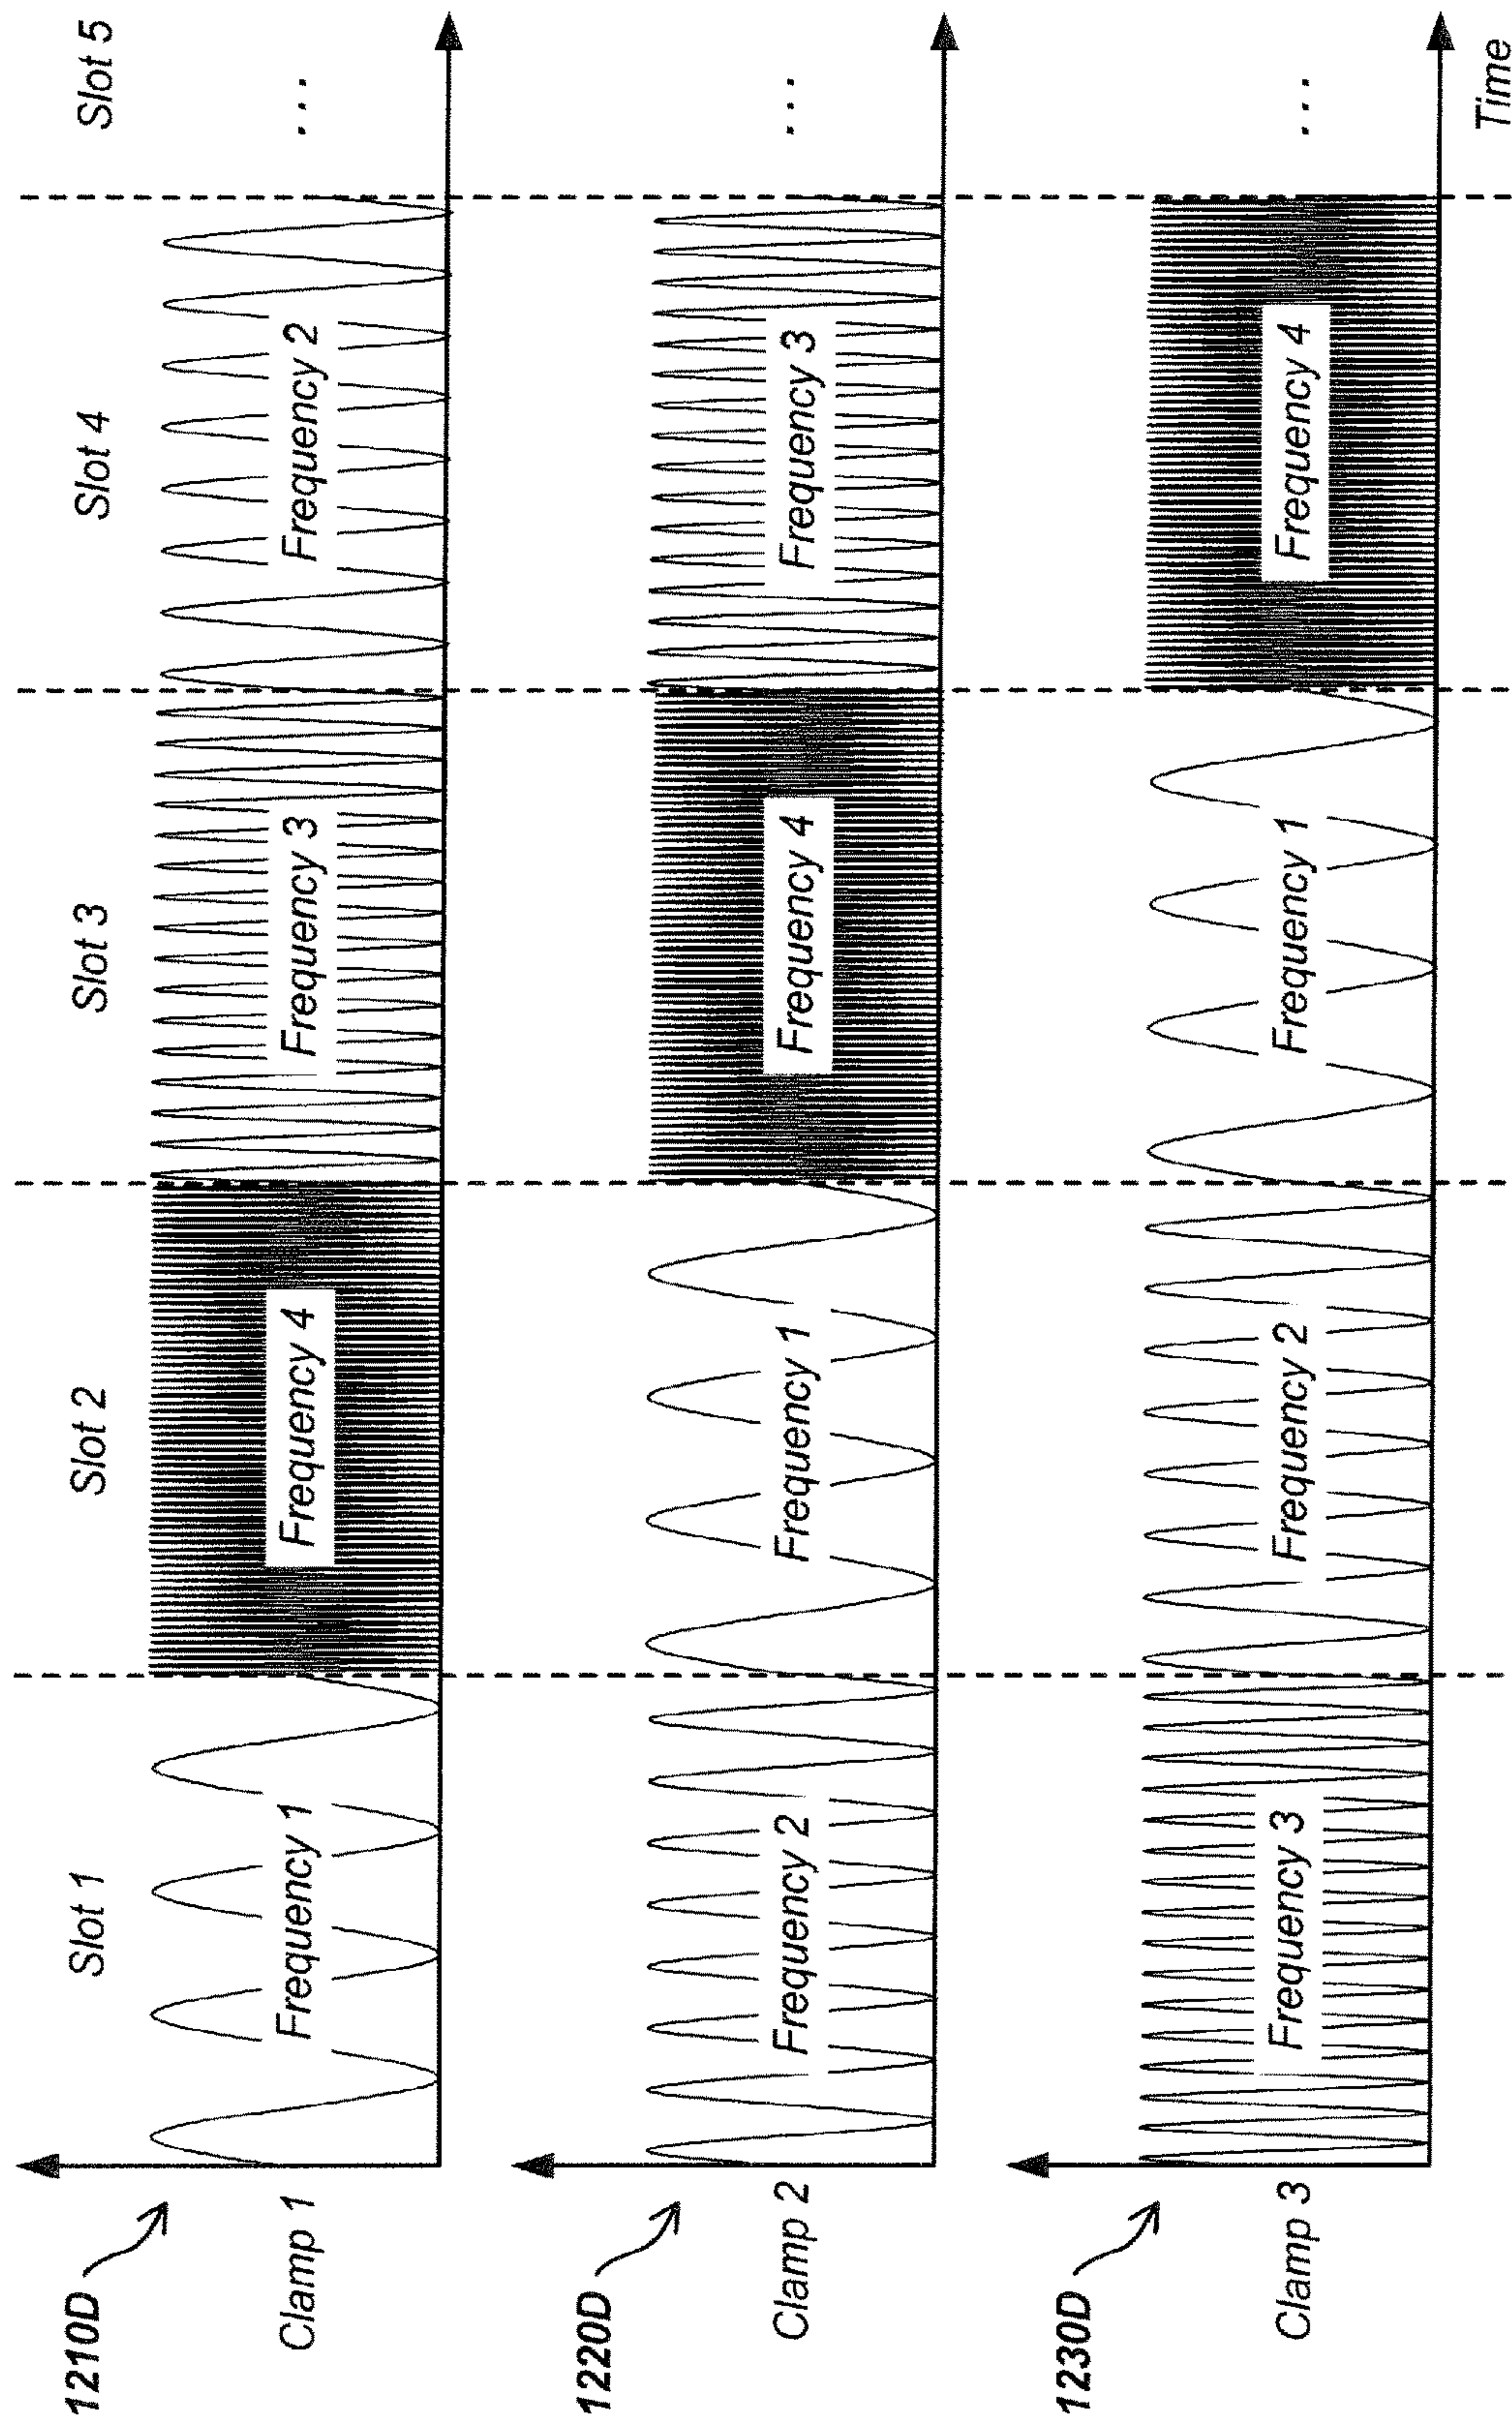 Slot 1
Slot 2
Slot 3
Slot 4
Slot 5
1210D
Clamp 1
Frequency 1
Frequency 4
Frequency 3
Frequency 2
...
1220D
Clamp 2
Frequency 2
Frequency 1
Frequency 4
Frequency 3
...
1230D
Clamp 3
Frequency 3
Frequency 2
Frequency 1
Frequency 4
...
Time